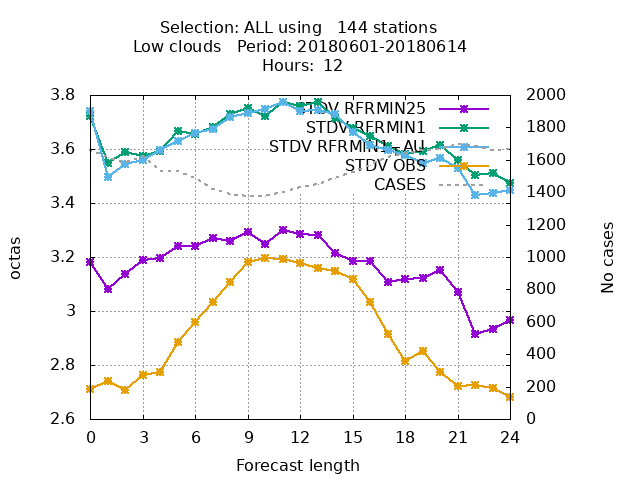 Selection: ALL using   144 stations
Low clouds   Period: 20180601-20180614
Hours:  12
3.8
3.6
3.4
3.2
3
2.8
2.6
octas
STDV RFRMIN25
STDV RFRMIN1
STDV RFRMIN1-AU
STDV OBS
CASES
2000
1800
1600
1400
1200
1000
800
600
400
200
0
No cases
0 3 6 9 12 15 18 21 24
Forecast length